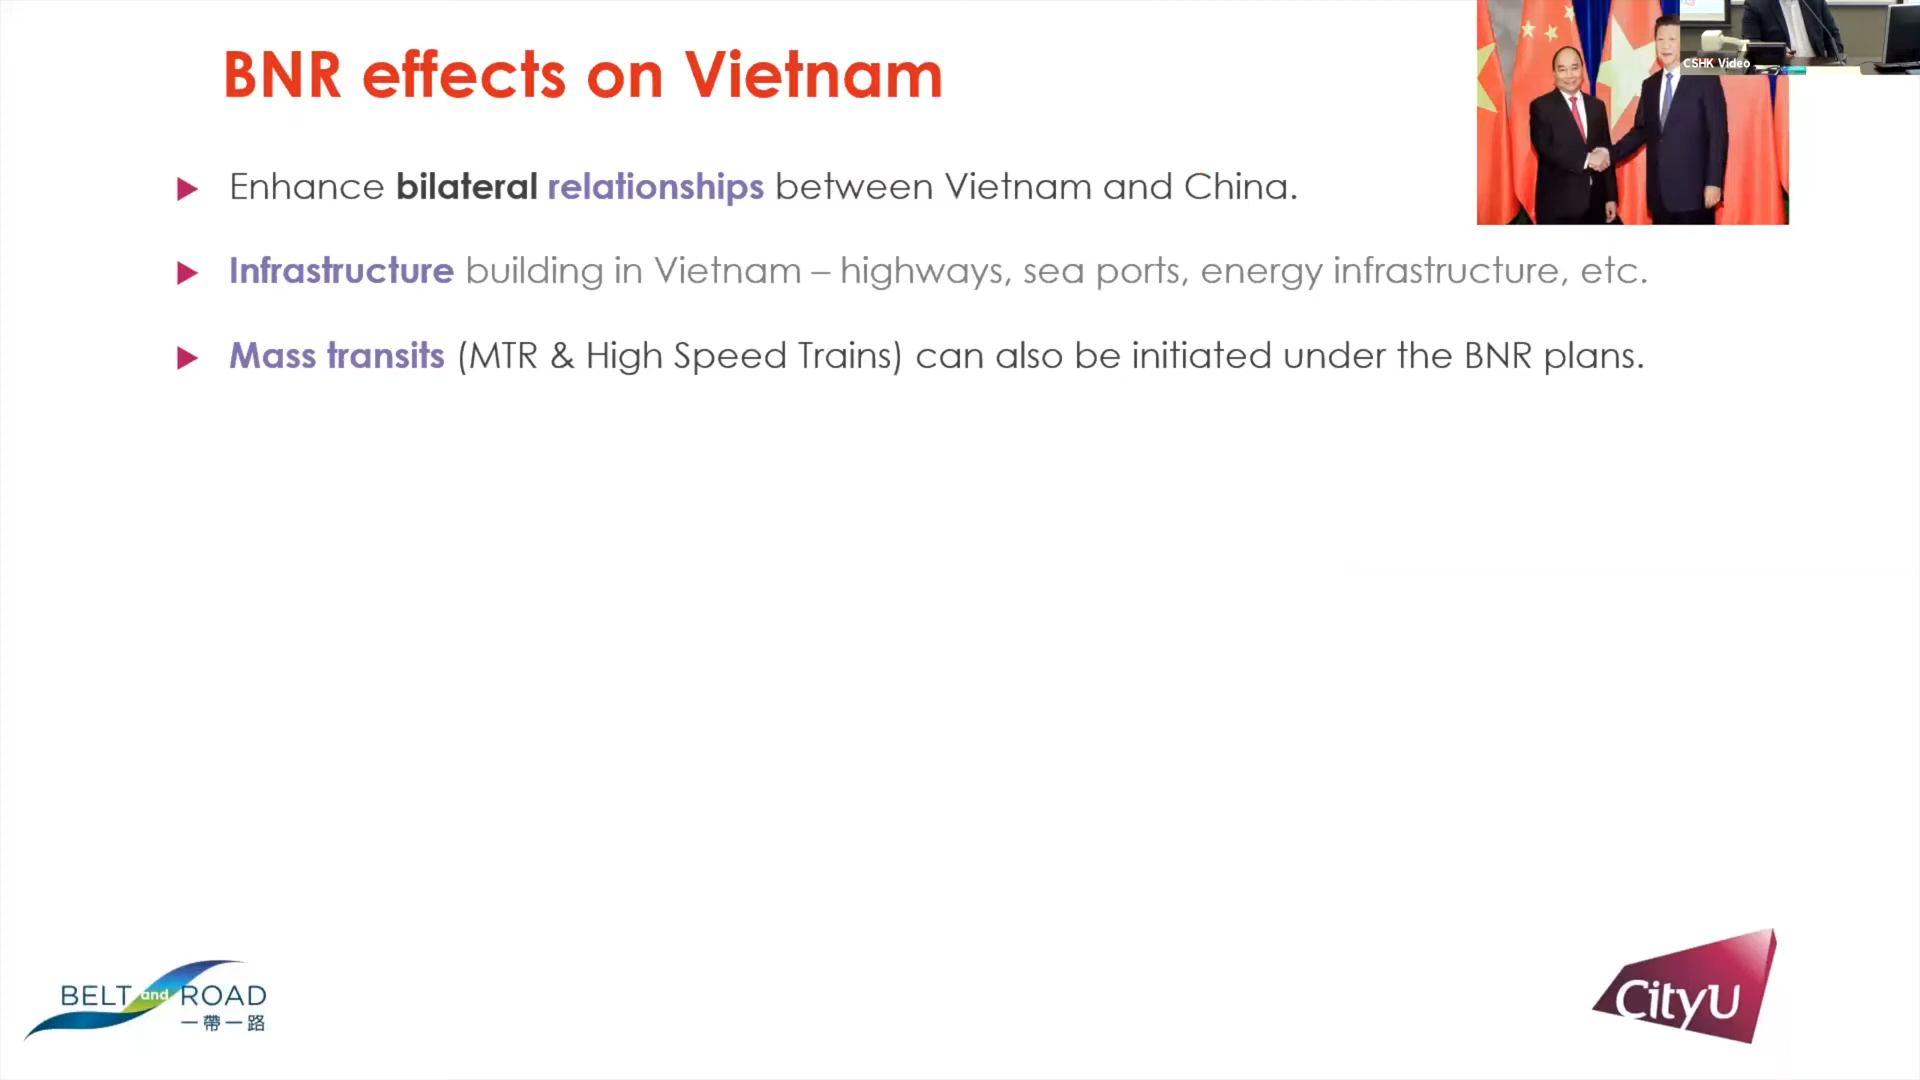 BNR effects on Vietnam
CSHK Video
Enhance bilateral relationships between Vietnam and China.
Infrastructure building in Vietnam – highways, sea ports, energy infrastructure, etc.
Mass transits (MTR & High Speed Trains) can also be initiated under the BNR plans.
BELT and ROAD
一帶一路
CityU